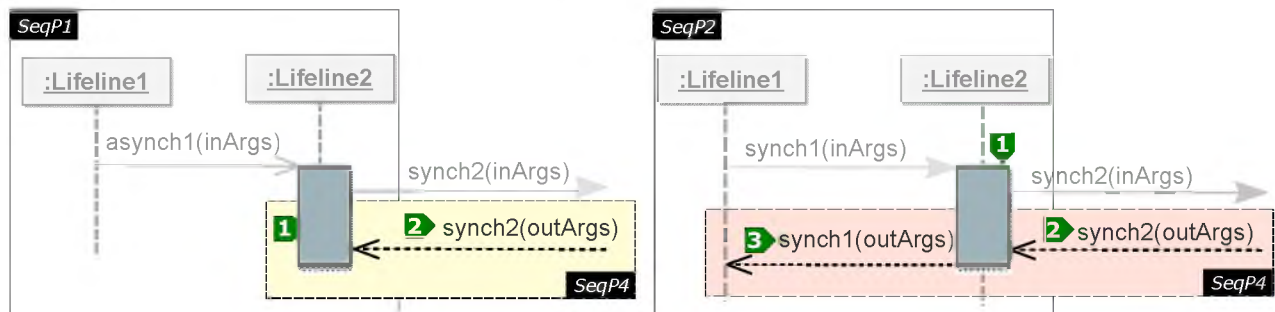 SeqP1
:Lifeline1
:Lifeline2
asynch1(inArgs)
synch2(inArgs)
1
2 synch2(outArgs)
SeqP4
SeqP2
:Lifeline1
:Lifeline2
1
synch1(inArgs)
synch2(inArgs)
3 synch1(outArgs)
2 synch2(outArgs)
SeqP4